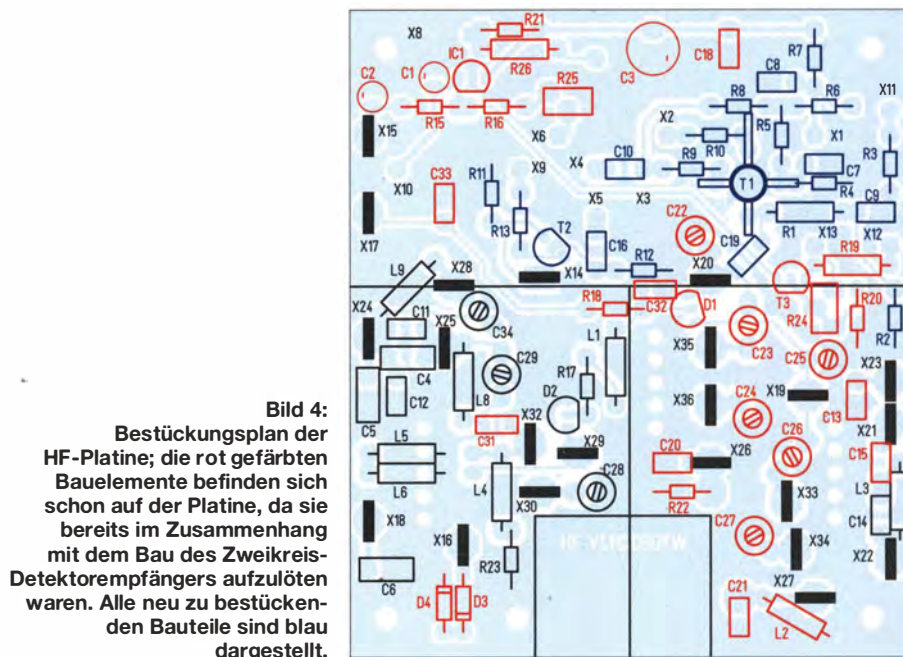 Bild 4:
Bestückungsplan der
HF-Platine; die rot gefärbten
Bauelemente befinden sich
schon auf der Platine, da sie
bereits im Zusammenhang
mit dem Bau des Zweikreis-
Detektorempfängers aufzulöten
waren. Alle neu zu bestücken-
den Bauteile sind blau
dargestellt.
X8
R21
IC1
R26
C1
C2
C3
C18
R7
C8
R25
R8
R6
X11
R15
R16
X15
X2
X6
R10
R5
X1
X9
X4
C10
R9
C7
R3
X10
C33
R11
T1
R4
C9
X5
X3
R13
T2
C22
C19
R1
X13
X12
X17
C16
R12
R19
X28
X14
X20
L9
T3
X24
C11
X25
C34
R18
C32
D1
R24
R20
R2
C29
L1
X35
C23
C25
C4
R17
X23
C5
C12
L8
D2
X36
C24
X19
C13
X21
C31
X32
C26
L5
X29
C20
X26
C15
L6
L4
C28
X33
L3
X18
X30
R22
C14
C27
X34
X22
X16
R23
C6
X27
D4
D3
C21
L2